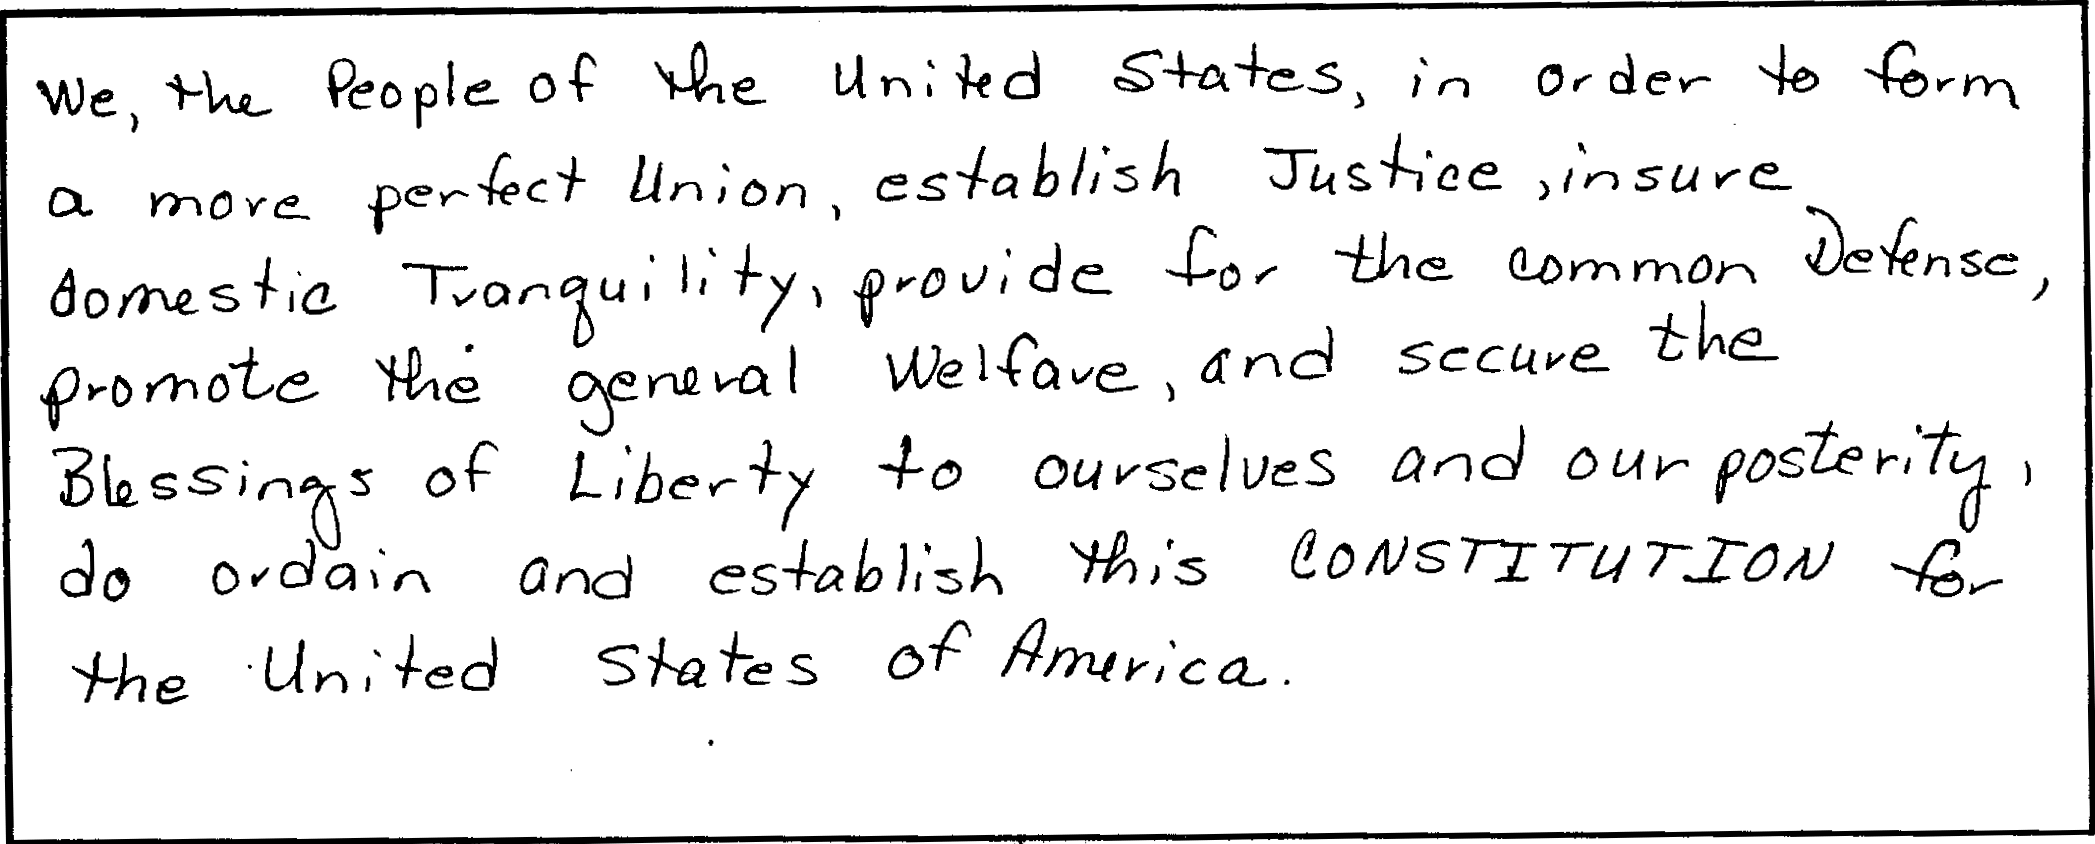 We, the People of the United States, in order to form
a more perfect Union, establish Justice, insure
domestic Tranquility, provide for the common Defense,
promote the general Welfare, and secure the
Blessings of Liberty to ourselves and our posterity,
do ordain and establish this CONSTITUTION for
the United States of America.